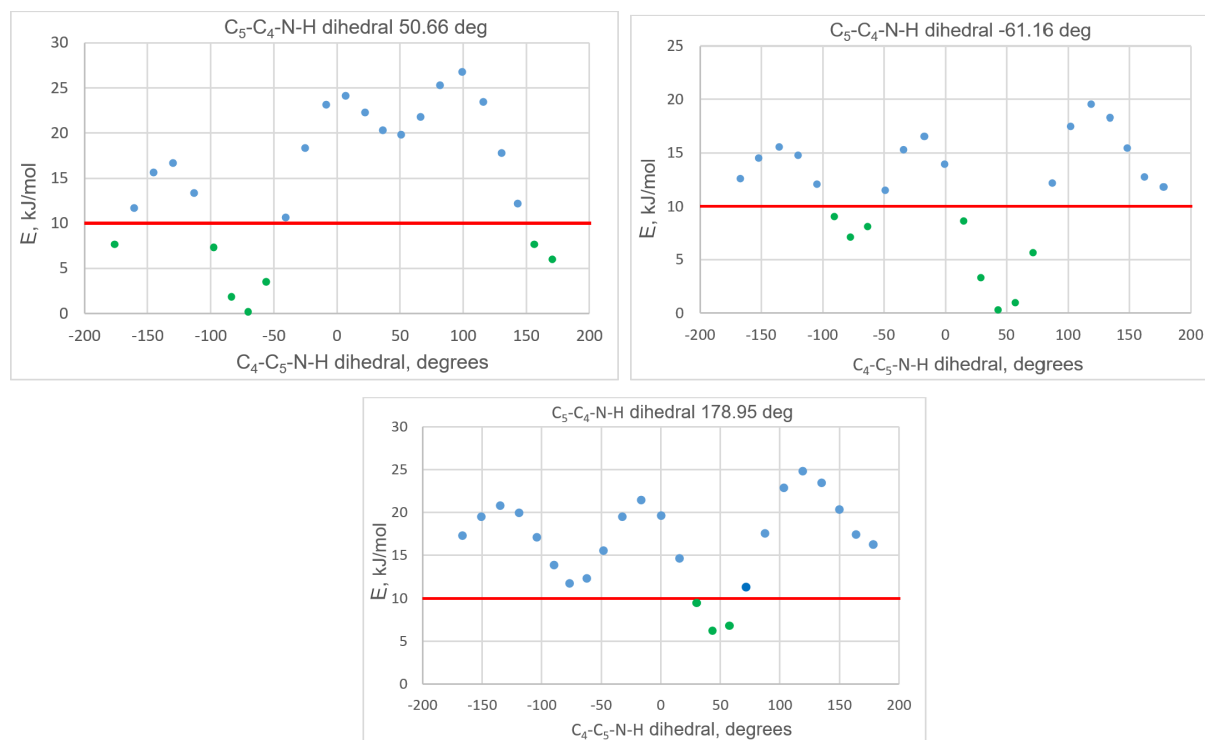 C₅-C₄-N-H dihedral 50.66 deg
30
25
20
15
10
5
0
E, kJ/mol
-200 -150 -100 -50 0 50 100 150 200
C₄-C₅-N-H dihedral, degrees
C₅-C₄-N-H dihedral -61.16 deg
25
20
15
10
5
0
E, kJ/mol
-200 -150 -100 -50 0 50 100 150 200
C₄-C₅-N-H dihedral, degrees
C₅-C₄-N-H dihedral 178.95 deg
30
25
20
15
10
5
0
E, kJ/mol
-200 -150 -100 -50 0 50 100 150 200
C₄-C₅-N-H dihedral, degrees